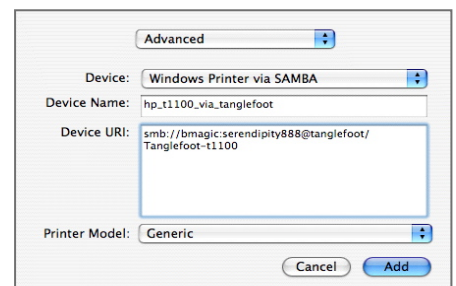 Advanced
Device: Windows Printer via SAMBA
Device Name: hp_t1100_via_tanglefoot
Device URI: smb://bmagic:serendipity888@tanglefoot/
Tanglefoot-t1100
Printer Model: Generic
Cancel Add